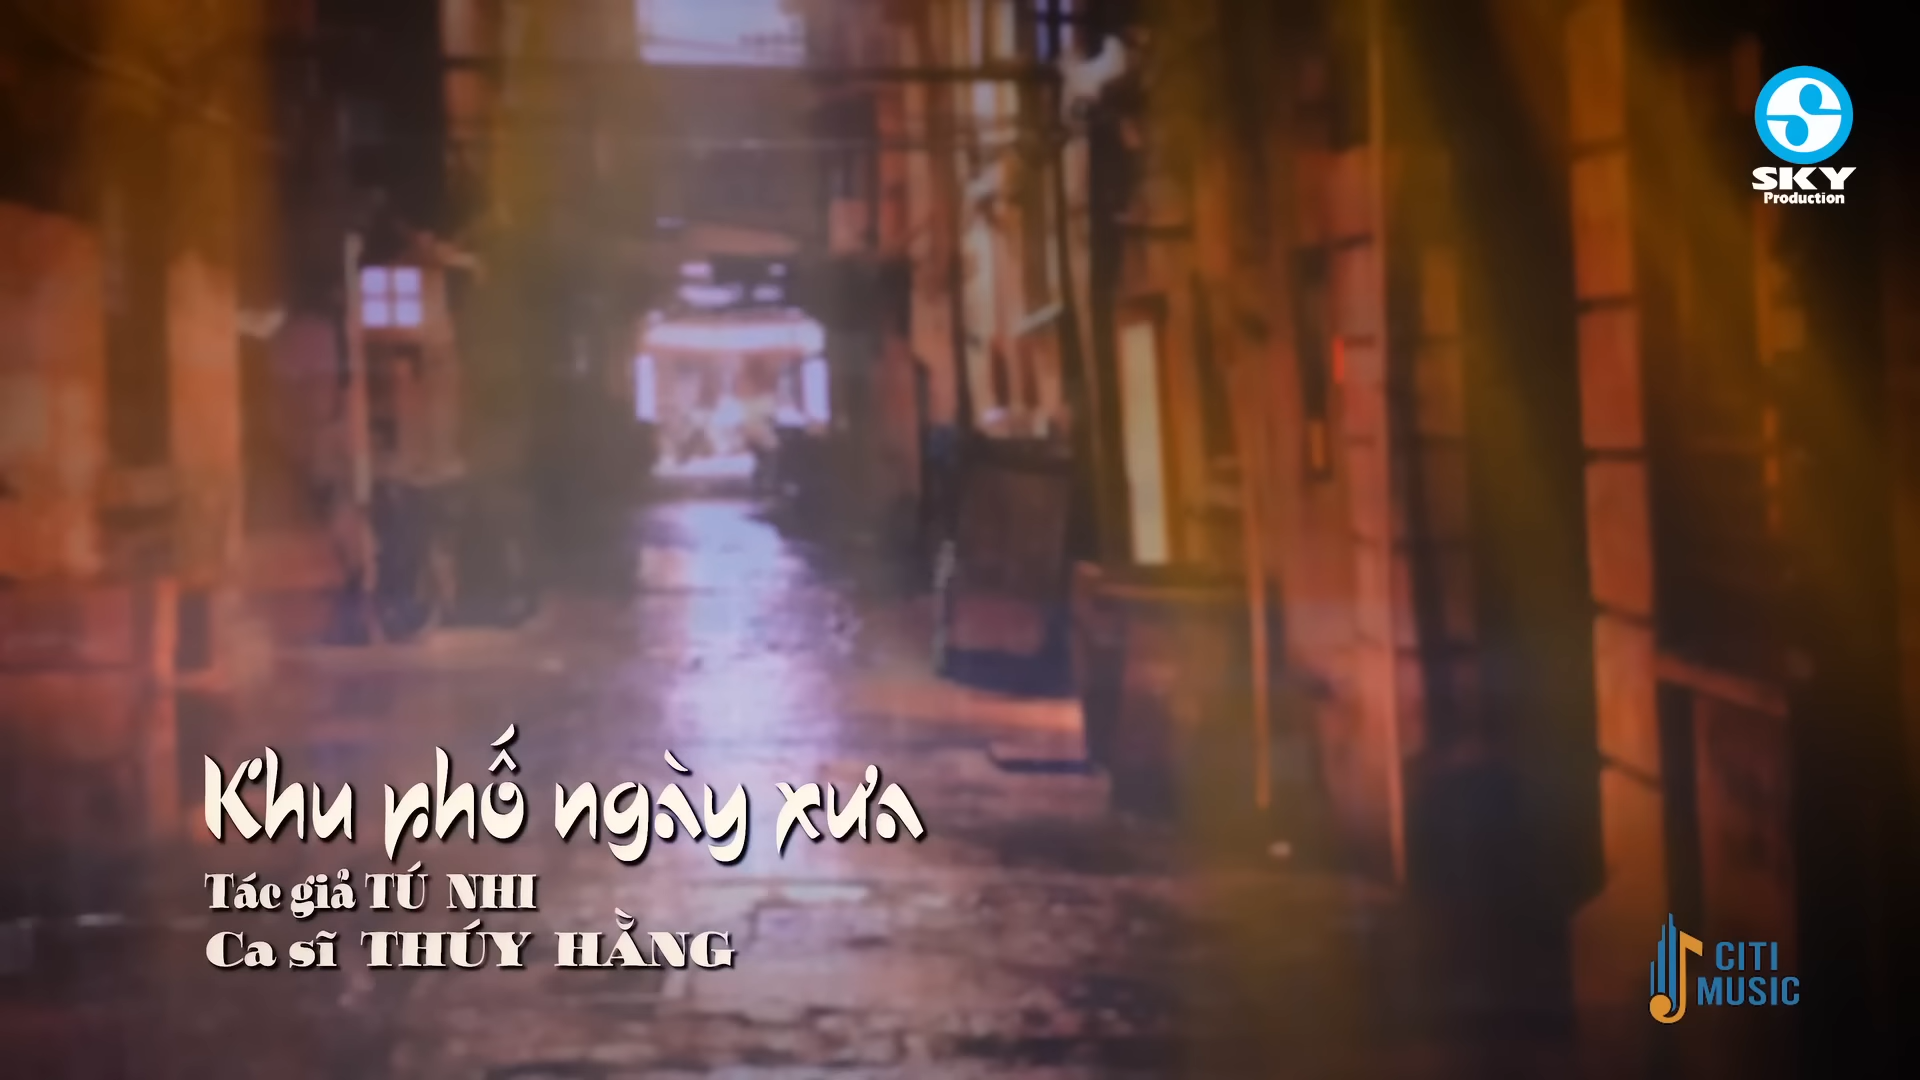 SKY
Production
Khu phố ngày xưa
Tác giả TÚ NHI
Ca sĩ THÚY HẰNG
CITI
MUSIC